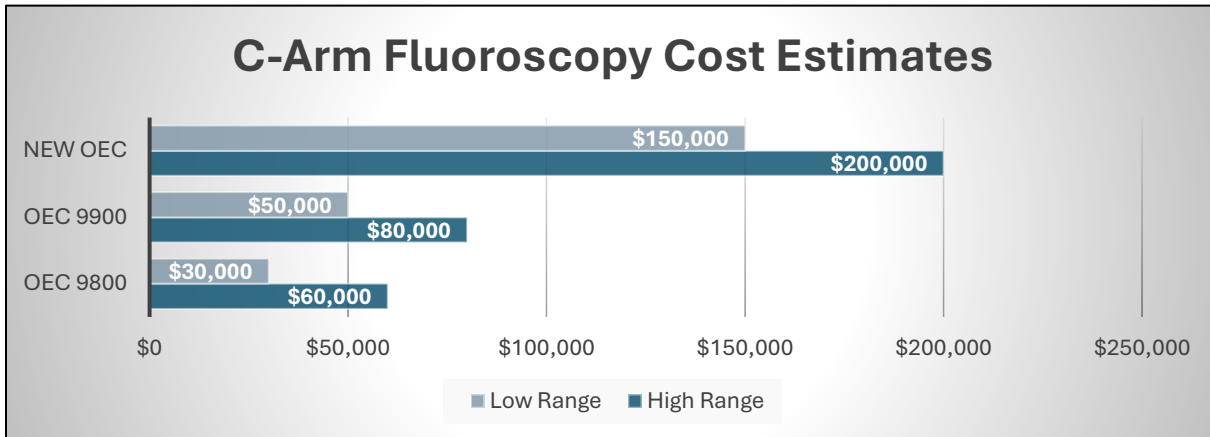 C-Arm Fluoroscopy Cost Estimates
NEW OEC
$150,000
$200,000
OEC 9900
$50,000
$80,000
OEC 9800
$30,000
$60,000
$0 $50,000 $100,000 $150,000 $200,000 $250,000
Low Range High Range